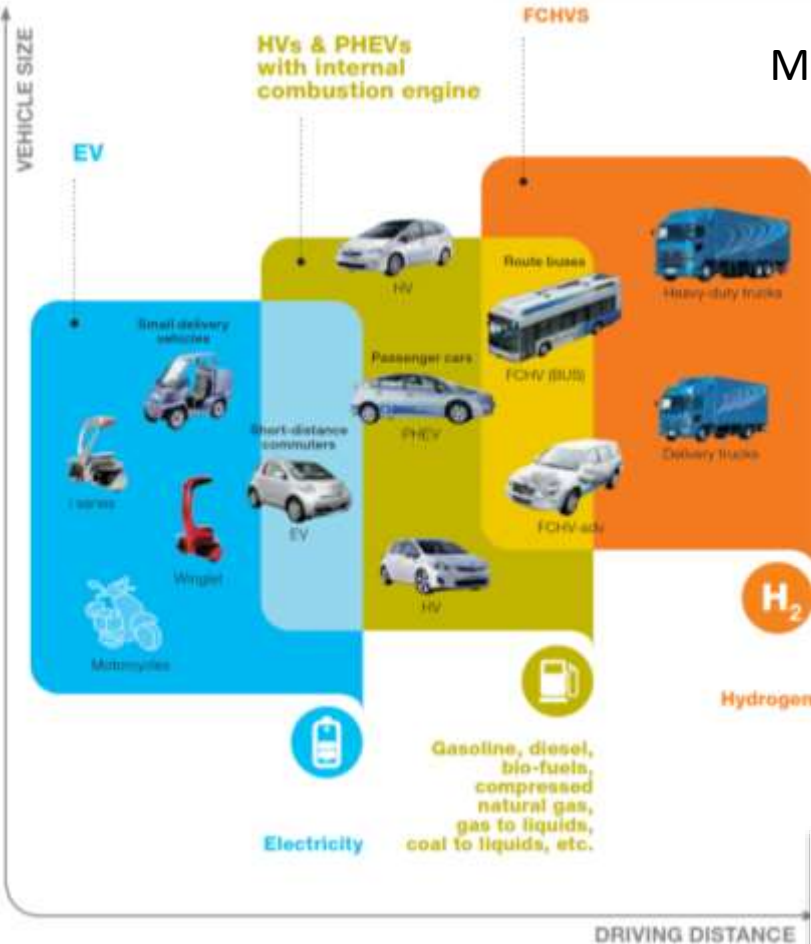 FCHVS
M
HVs & PHEVs
with internal
combustion engine
VEHICLE SIZE
EV
HV
Route buses
Heavy-duty trucks
Small delivery
vehicles
Passenger cars
FCHV (BUS)
PHEV
Short-distance
commuters
Delivery trucks
i-series
EV
FCHV-adv
Winglet
HV
H₂
Motorcycles
Hydrogen
Gasoline, diesel,
bio-fuels,
compressed
natural gas,
gas to liquids,
coal to liquids, etc.
Electricity
DRIVING DISTANCE